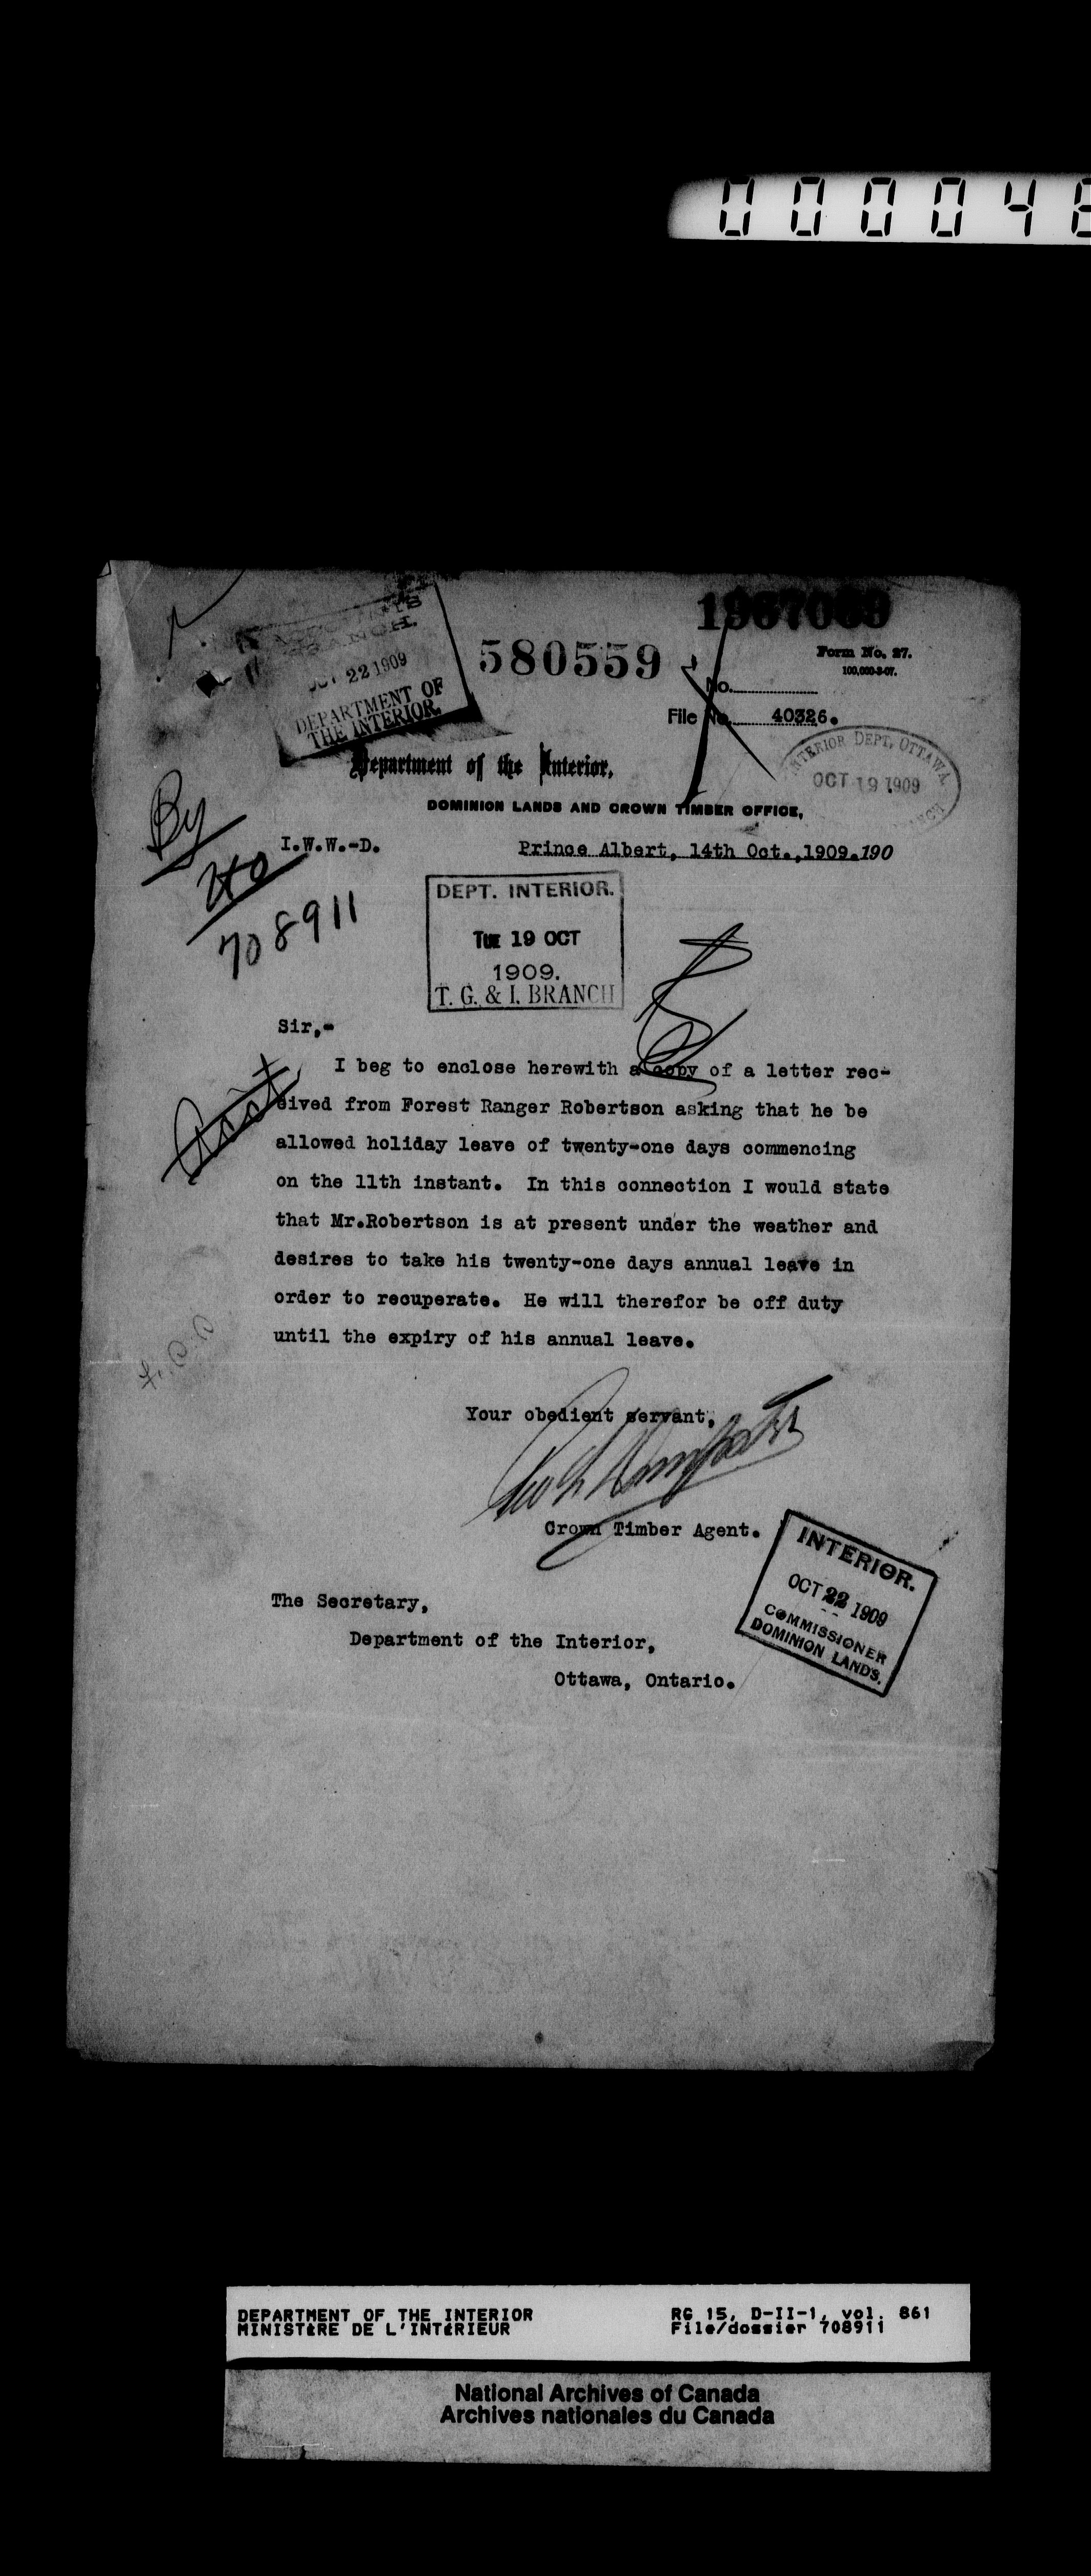 00004
1967069
580559
Form No. 27.
100,000-3-07.
No.
File No. 40326.
OCT 22 1909
DEPARTMENT OF
THE INTERIOR.
INTERIOR DEPT, OTTAWA.
OCT 19 1909
Department of the Interior,
DOMINION LANDS AND CROWN TIMBER OFFICE,
By
I.W.W.-D.
Prince Albert, 14th Oct.,1909.190
708911
DEPT. INTERIOR.
TUE 19 OCT
1909.
T. G. & I. BRANCH
Sir,-
I beg to enclose herewith a copy of a letter rec-
eived from Forest Ranger Robertson asking that he be
allowed holiday leave of twenty-one days commencing
on the 11th instant. In this connection I would state
that Mr.Robertson is at present under the weather and
desires to take his twenty-one days annual leave in
order to recuperate. He will therefor be off duty
until the expiry of his annual leave.
Your obedient servant,
Crown Timber Agent.
INTERIOR.
OCT 22 1909
COMMISSIONER
DOMINION LANDS.
The Secretary,
Department of the Interior,
Ottawa, Ontario.
DEPARTMENT OF THE INTERIOR
MINISTÈRE DE L'INTÉRIEUR
RG 15, D-II-1, vol. 861
File/dossier 708911
National Archives of Canada
Archives nationales du Canada